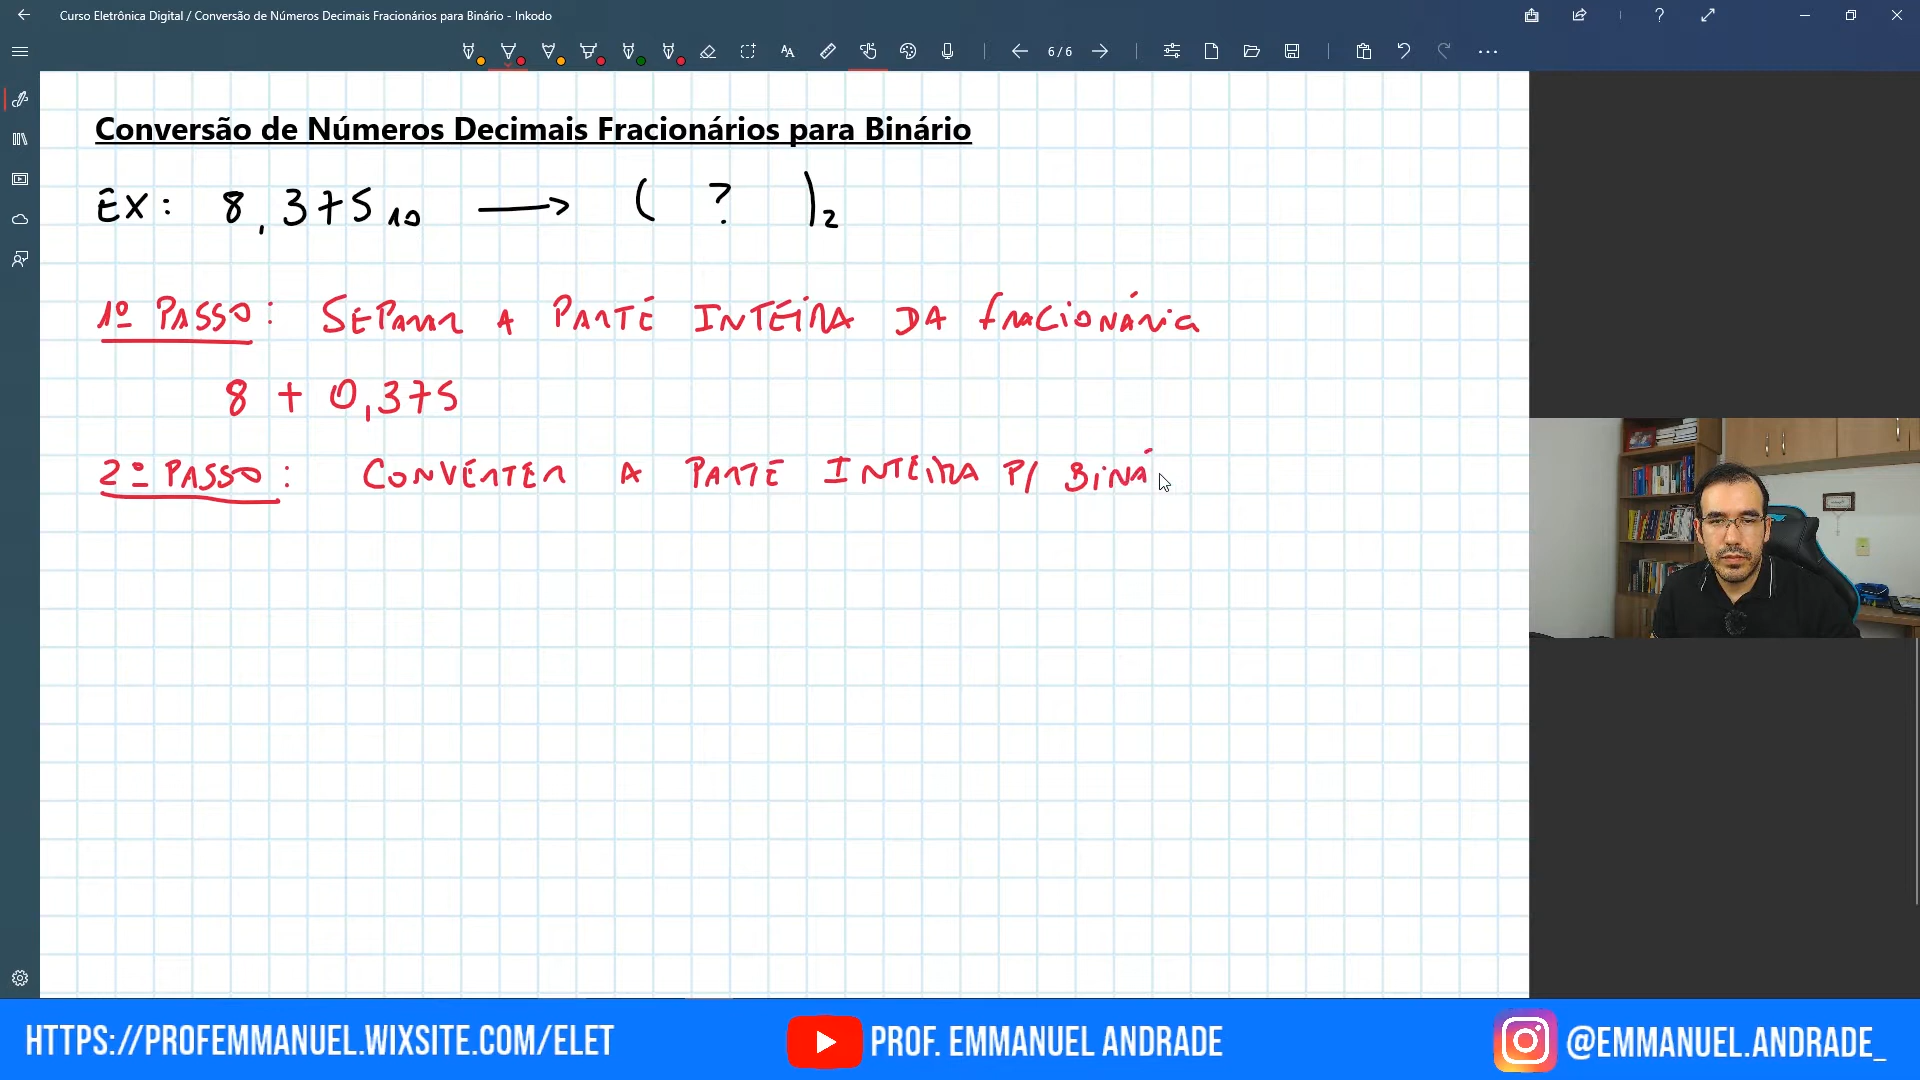 Curso Eletrônica Digital / Conversão de Números Decimais Fracionários para Binário - Inkodo
6 / 6
Conversão de Números Decimais Fracionários para Binário
EX: 8,375 10 → ( ? )2
1º PASSO: SEPARAR A PARTE INTEIRA DA fRACIONÁRIA
8 + 0,375
2º PASSO: CONVERTER A PARTE INTEIRA P/ BINÁ
HTTPS://PROFEMMANUEL.WIXSITE.COM/ELET
PROF. EMMANUEL ANDRADE
@EMMANUEL.ANDRADE_